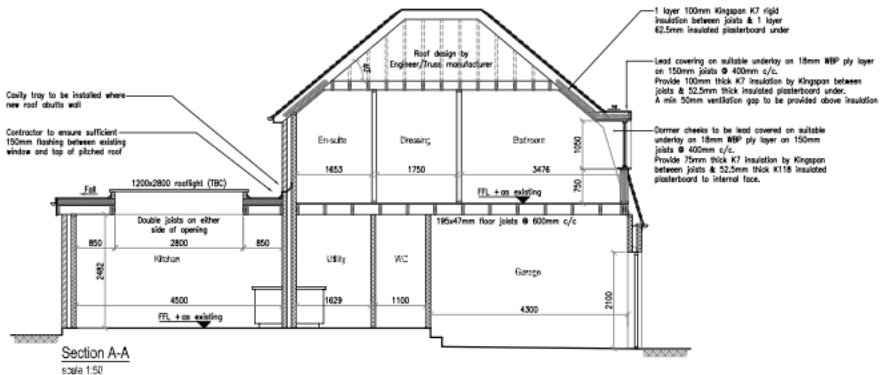 1 layer 100mm Kingspan K7 rigid
insulation between joists & 1 layer
62.5mm insulated plasterboard under
Roof design by
Engineer/Truss manufacturer
Lead covering on suitable underlay on 18mm WBP ply layer
on 150mm joists @ 400mm c/c.
Provide 100mm thick K7 insulation by Kingspan between
joists & 52.5mm thick insulated plasterboard under.
A min 50mm ventilation gap to be provided above insulation
Cavity tray to be installed where
new roof abutts wall
Contractor to ensure sufficient
150mm flashing between existing
window and top of pitched roof
Dormer cheeks to be lead covered on suitable
underlay on 18mm WBP ply layer on 150mm
joists @ 400mm c/c.
Provide 75mm thick K7 insulation by Kingspan
between joists & 52.5mm thick K118 insulated
plasterboard to internal face.
En-suite
Dressing
Bedroom
1050
1653
1750
3476
750
FFL +as existing
1200x2800 rooflight (TBC)
Fall
Double joists on either
side of opening
195x47mm floor joists @ 600mm c/c
850
2800
850
2482
Kitchen
Utility
WC
Garage
4500
1629
1100
4300
2100
FFL +as existing
Section A-A
scale 1:50